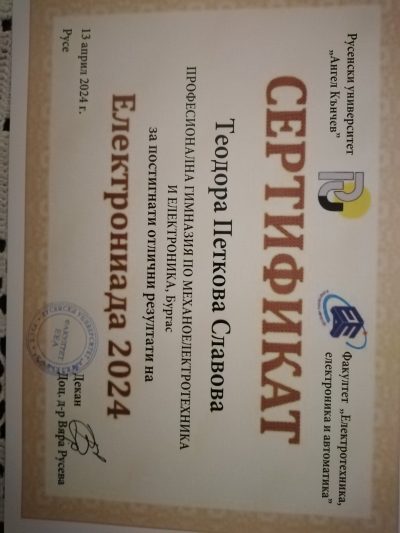 Русенски университет
„Ангел Кънчев“
Факултет „Електротехника,
електроника и автоматика“
СЕРТИФИКАТ
Теодора Петкова Славова
ПРОФЕСИОНАЛНА ГИМНАЗИЯ ПО МЕХАНОЕЛЕКТРОТЕХНИКА
И ЕЛЕКТРОНИКА, Бургас
за постигнати отлични резултати на
Електрониада 2024
13 април 2024 г.
Русе
Декан
Доц. д-р Вяра Русева